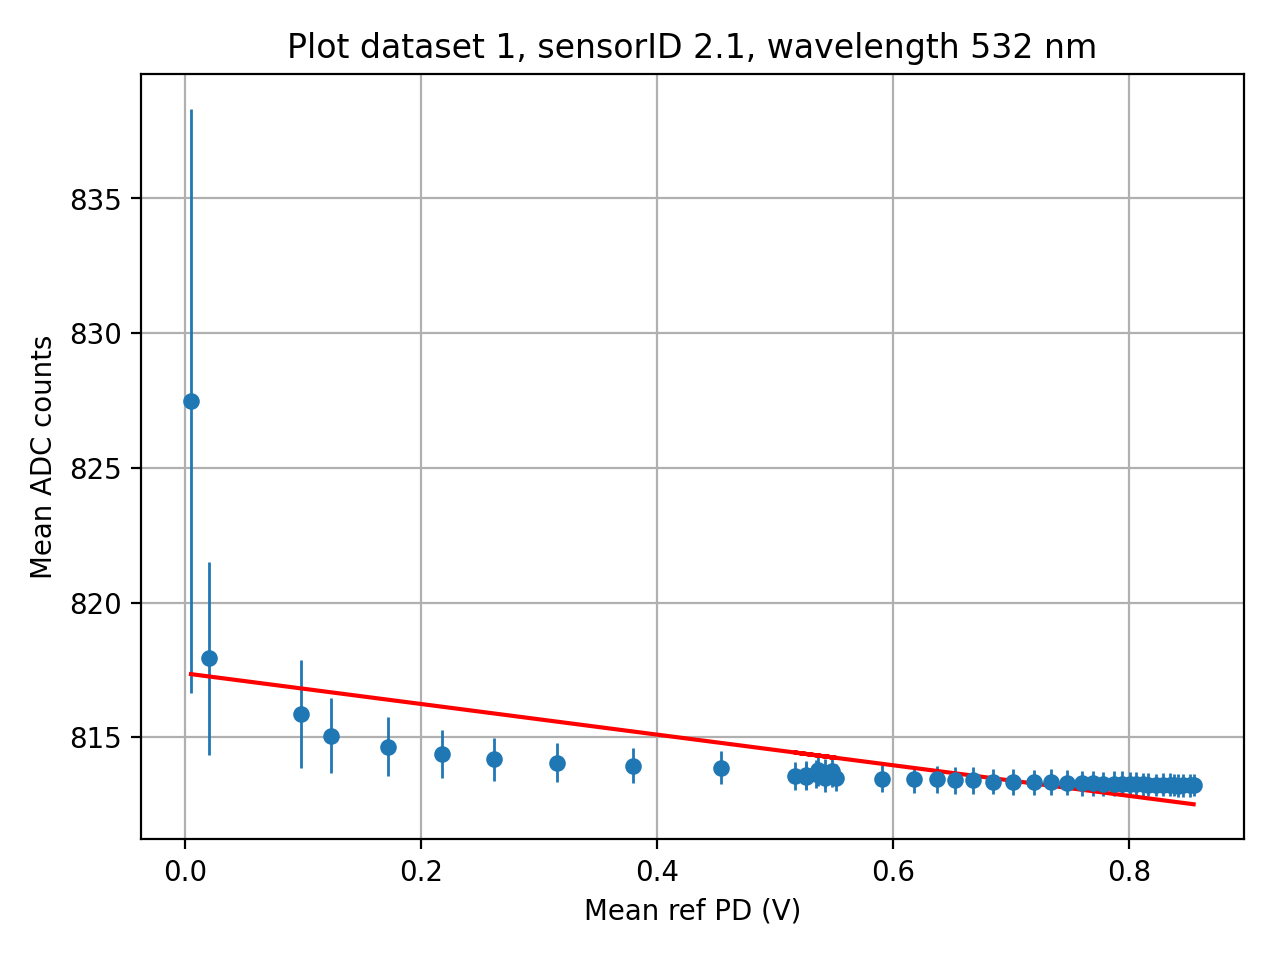 Plot dataset 1, sensorID 2.1, wavelength 532 nm
Mean ADC counts
835
830
825
820
815
0.0 0.2 0.4 0.6 0.8
Mean ref PD (V)